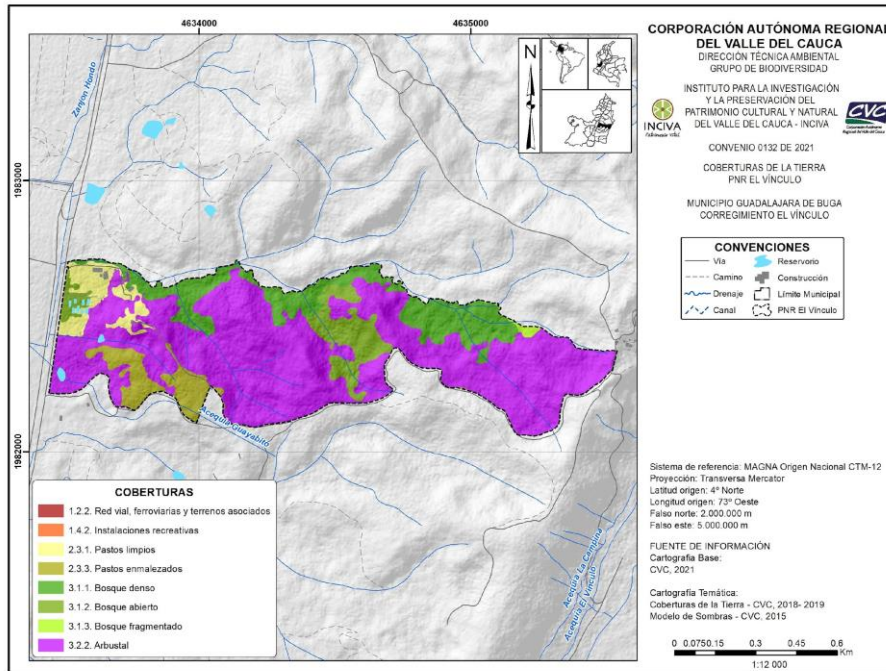 4634000
4635000
1983000
1982000
Zanjon Hondo
Acequia Guayabito
Acequia La Campiña
Acequia El Vínculo
N
COBERTURAS
1.2.2. Red vial, ferroviarias y terrenos asociados
1.4.2. Instalaciones recreativas
2.3.1. Pastos limpios
2.3.3. Pastos enmalezados
3.1.1. Bosque denso
3.1.2. Bosque abierto
3.1.3. Bosque fragmentado
3.2.2. Arbustal
CORPORACIÓN AUTÓNOMA REGIONAL
DEL VALLE DEL CAUCA
DIRECCIÓN TÉCNICA AMBIENTAL
GRUPO DE BIODIVERSIDAD
INSTITUTO PARA LA INVESTIGACIÓN
Y LA PRESERVACIÓN DEL
PATRIMONIO CULTURAL Y NATURAL
DEL VALLE DEL CAUCA - INCIVA
INCIVA
CVC
CONVENIO 0132 DE 2021
COBERTURAS DE LA TIERRA
PNR EL VÍNCULO
MUNICIPIO GUADALAJARA DE BUGA
CORREGIMIENTO EL VÍNCULO
CONVENCIONES
Vía
Camino
Drenaje
Canal
Reservorio
Construcción
Límite Municipal
PNR El Vínculo
Sistema de referencia: MAGNA Origen Nacional CTM-12
Proyección: Transversa Mercator
Latitud origen: 4º Norte
Longitud origen: 73º Oeste
Falso norte: 2.000.000 m
Falso este: 5.000.000 m
FUENTE DE INFORMACIÓN
Cartografía Base:
CVC, 2021
Cartografía Temática:
Coberturas de la Tierra - CVC, 2018- 2019
Modelo de Sombras - CVC, 2015
0 0.075 0.15 0.3 0.45 0.6
Km
1:12 000